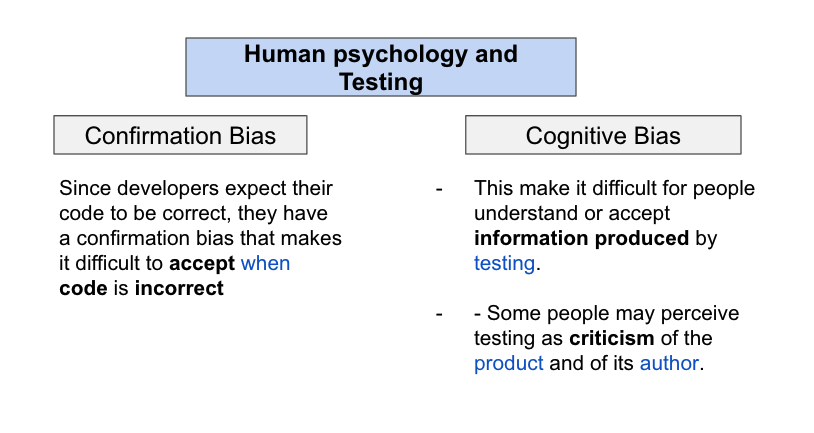 Human psychology and
Testing
Confirmation Bias
Since developers expect their
code to be correct, they have
a confirmation bias that makes
it difficult to accept when
code is incorrect
Cognitive Bias
- This make it difficult for people
understand or accept
information produced by
testing.
- - Some people may perceive
testing as criticism of the
product and of its author.